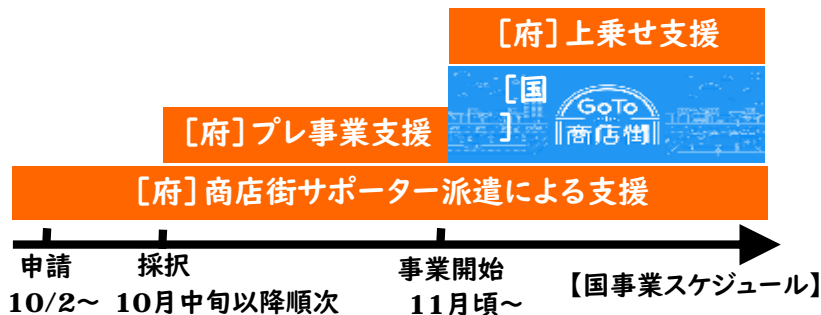 ［府］上乗せ支援
［国
］
GoTo
商店街
［府］プレ事業支援
［府］商店街サポーター派遣による支援
申請
10/2～
採択
10月中旬以降順次
事業開始
11月頃～
【国事業スケジュール】